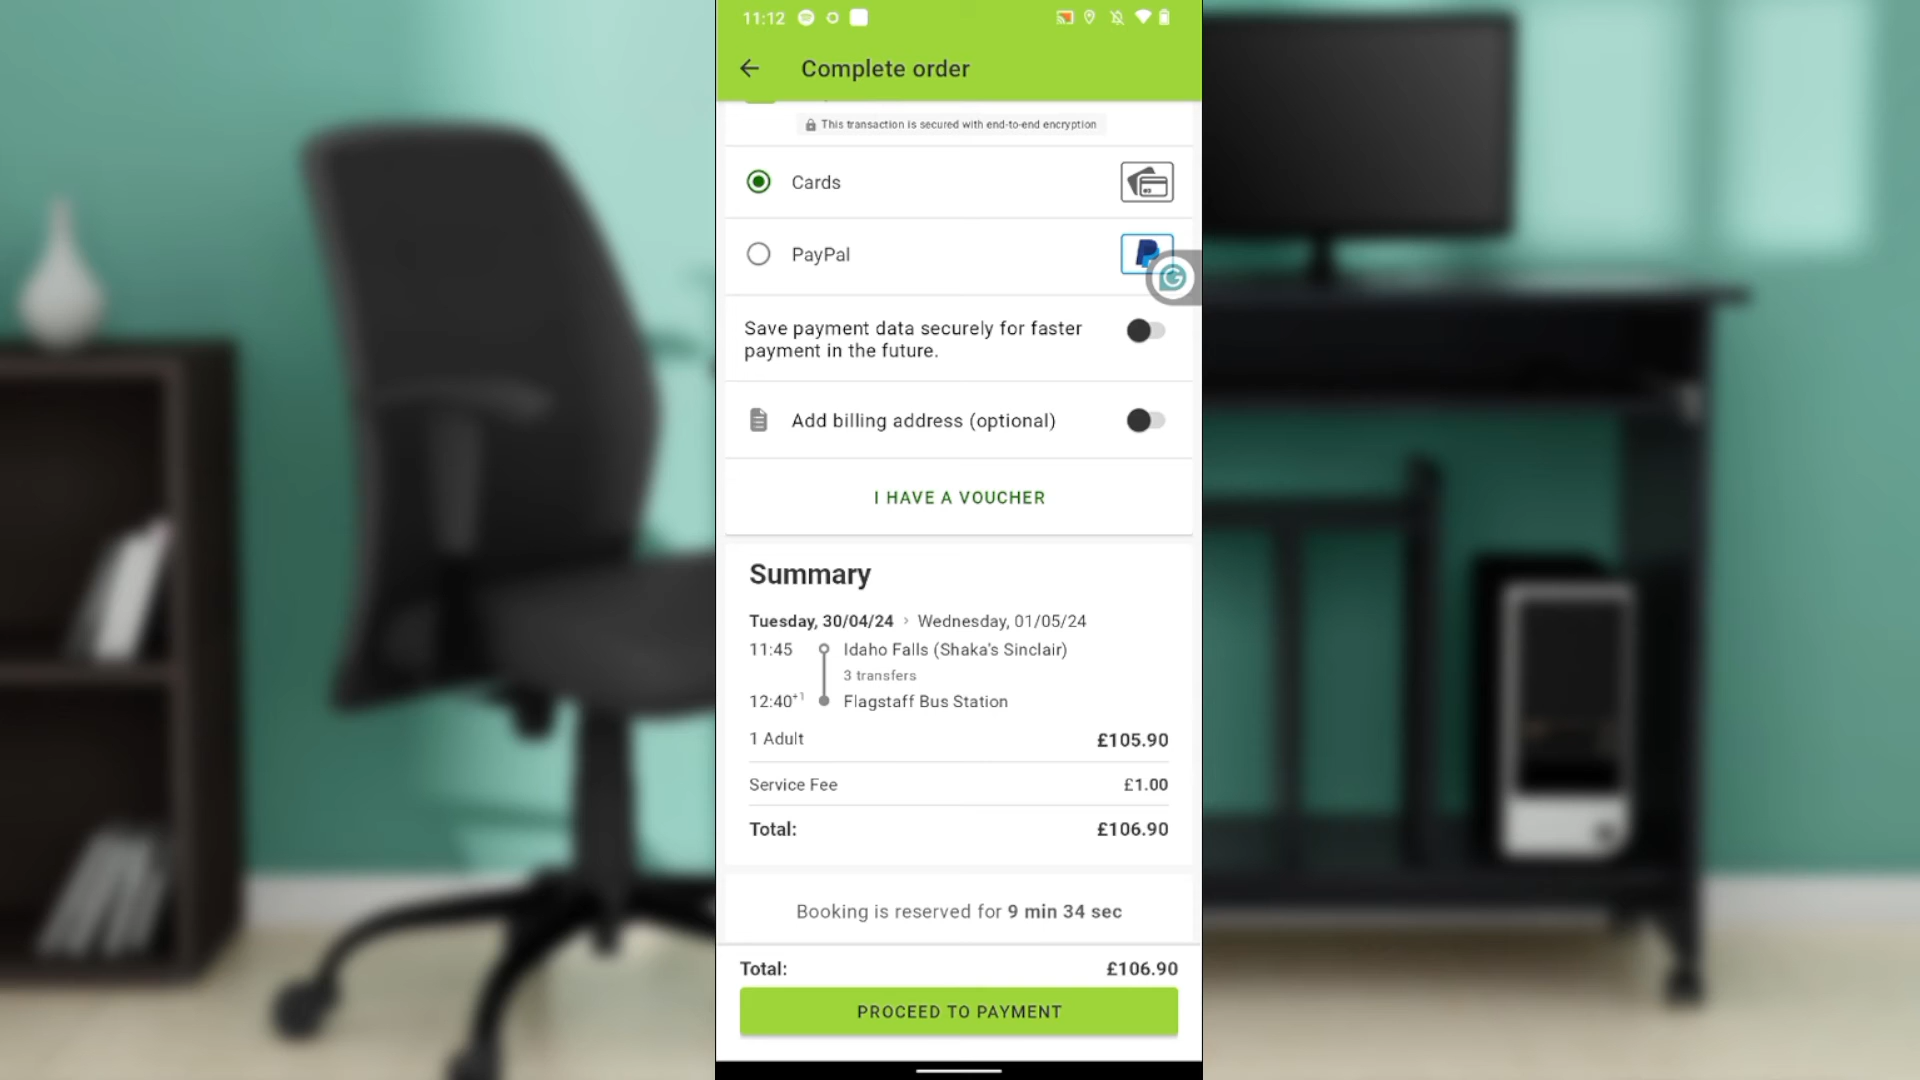 11:12
Complete order
This transaction is secured with end-to-end encryption
Cards
PayPal
Save payment data securely for faster
payment in the future.
Add billing address (optional)
I HAVE A VOUCHER
Summary
Tuesday, 30/04/24 > Wednesday, 01/05/24
11:45 Idaho Falls (Shaka's Sinclair)
3 transfers
12:40+1 Flagstaff Bus Station
1 Adult £105.90
Service Fee £1.00
Total: £106.90
Booking is reserved for 9 min 34 sec
Total: £106.90
PROCEED TO PAYMENT